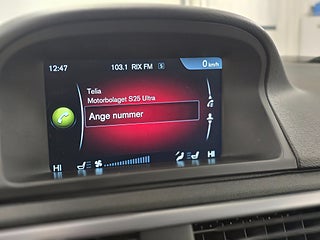 12:47 103.1 RIX FM S 0 km/h
Telia
Motorbolaget S25 Ultra
Ange nummer
HI HI